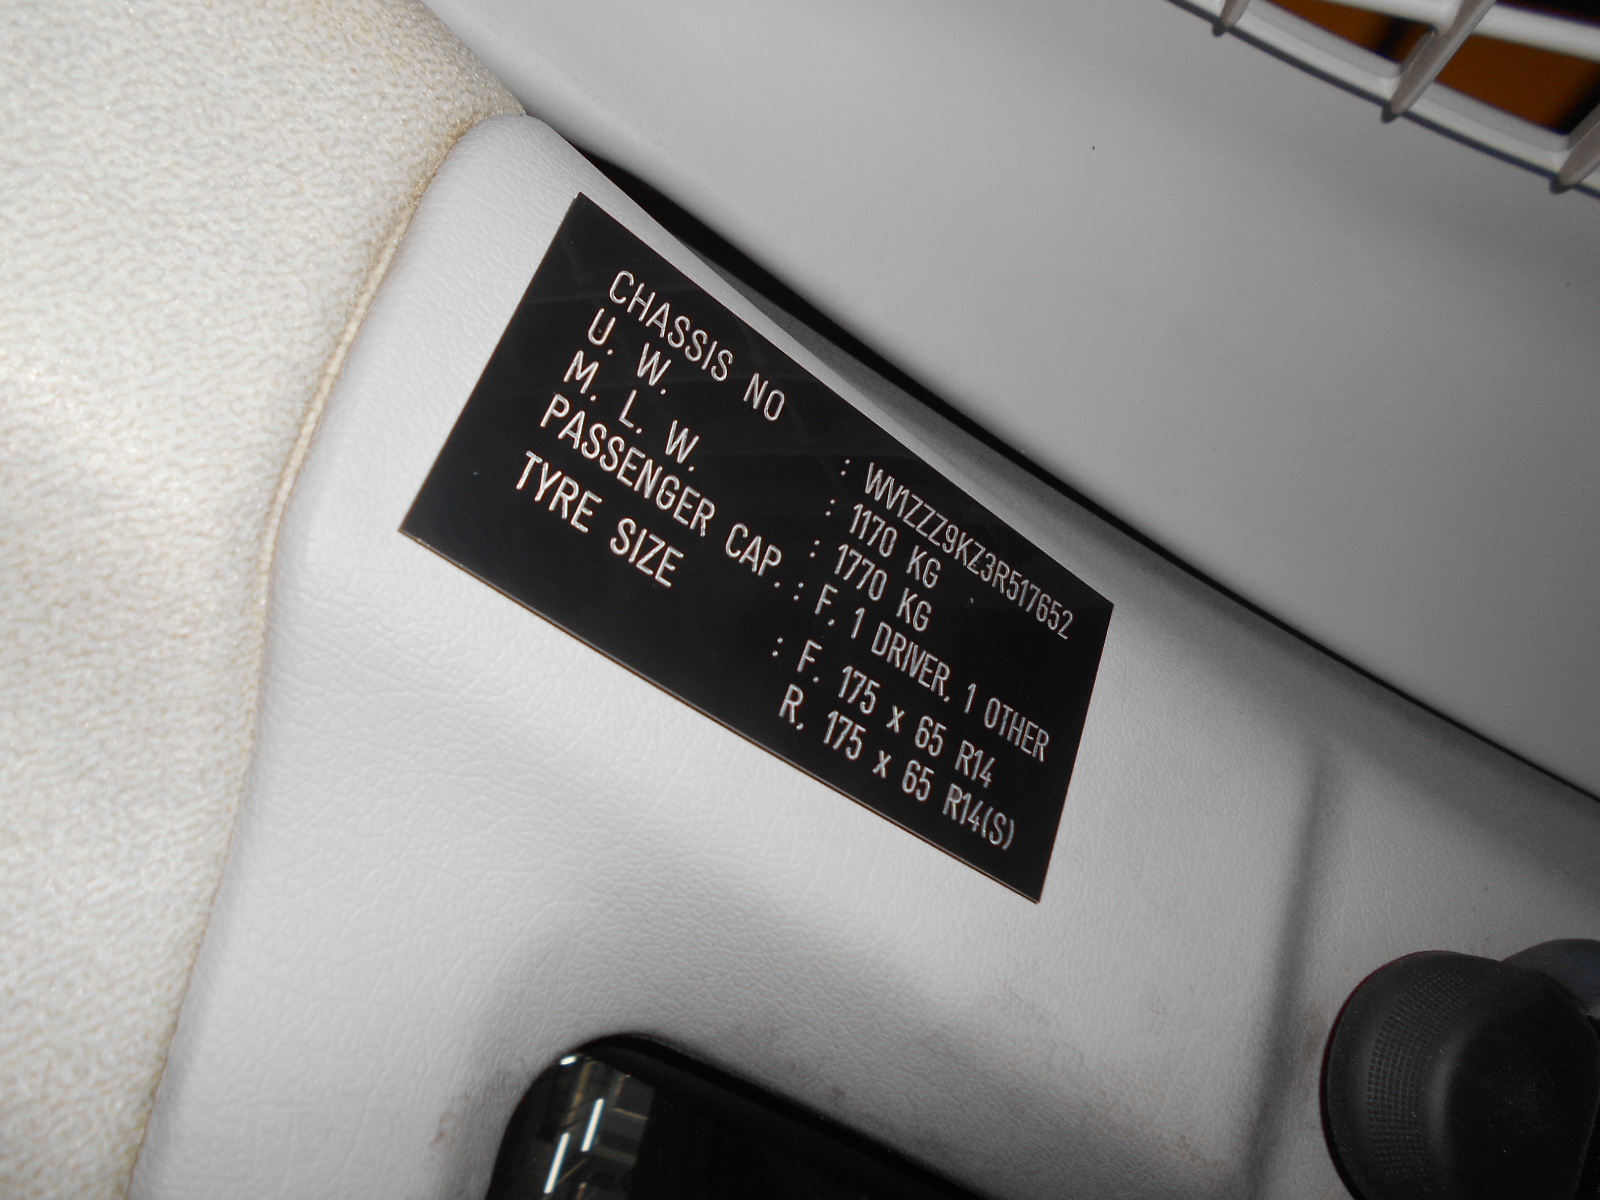 CHASSIS NO : WV1ZZZ9KZ3R517652
U. W. : 1170 KG
M. L. W. : 1770 KG
PASSENGER CAP. : F. 1 DRIVER, 1 OTHER
TYRE SIZE : F. 175 x 65 R14
R. 175 x 65 R14(S)